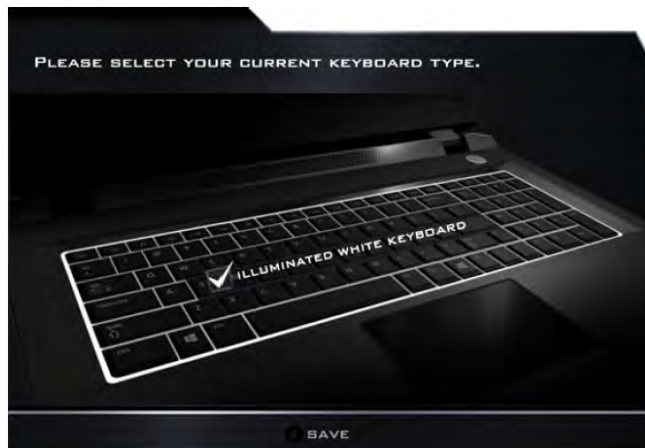 PLEASE SELECT YOUR CURRENT KEYBOARD TYPE.
ILLUMINATED WHITE KEYBOARD
SAVE